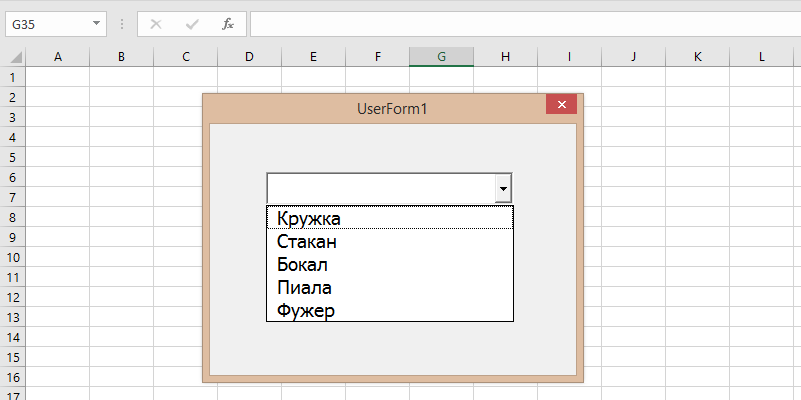 G35
fx
A B C D E F G H I J K L
1
2
UserForm1
3
4
5
6
7
8
Кружка
9
Стакан
10
Бокал
11
Пиала
12
13
Фужер
14
15
16
17